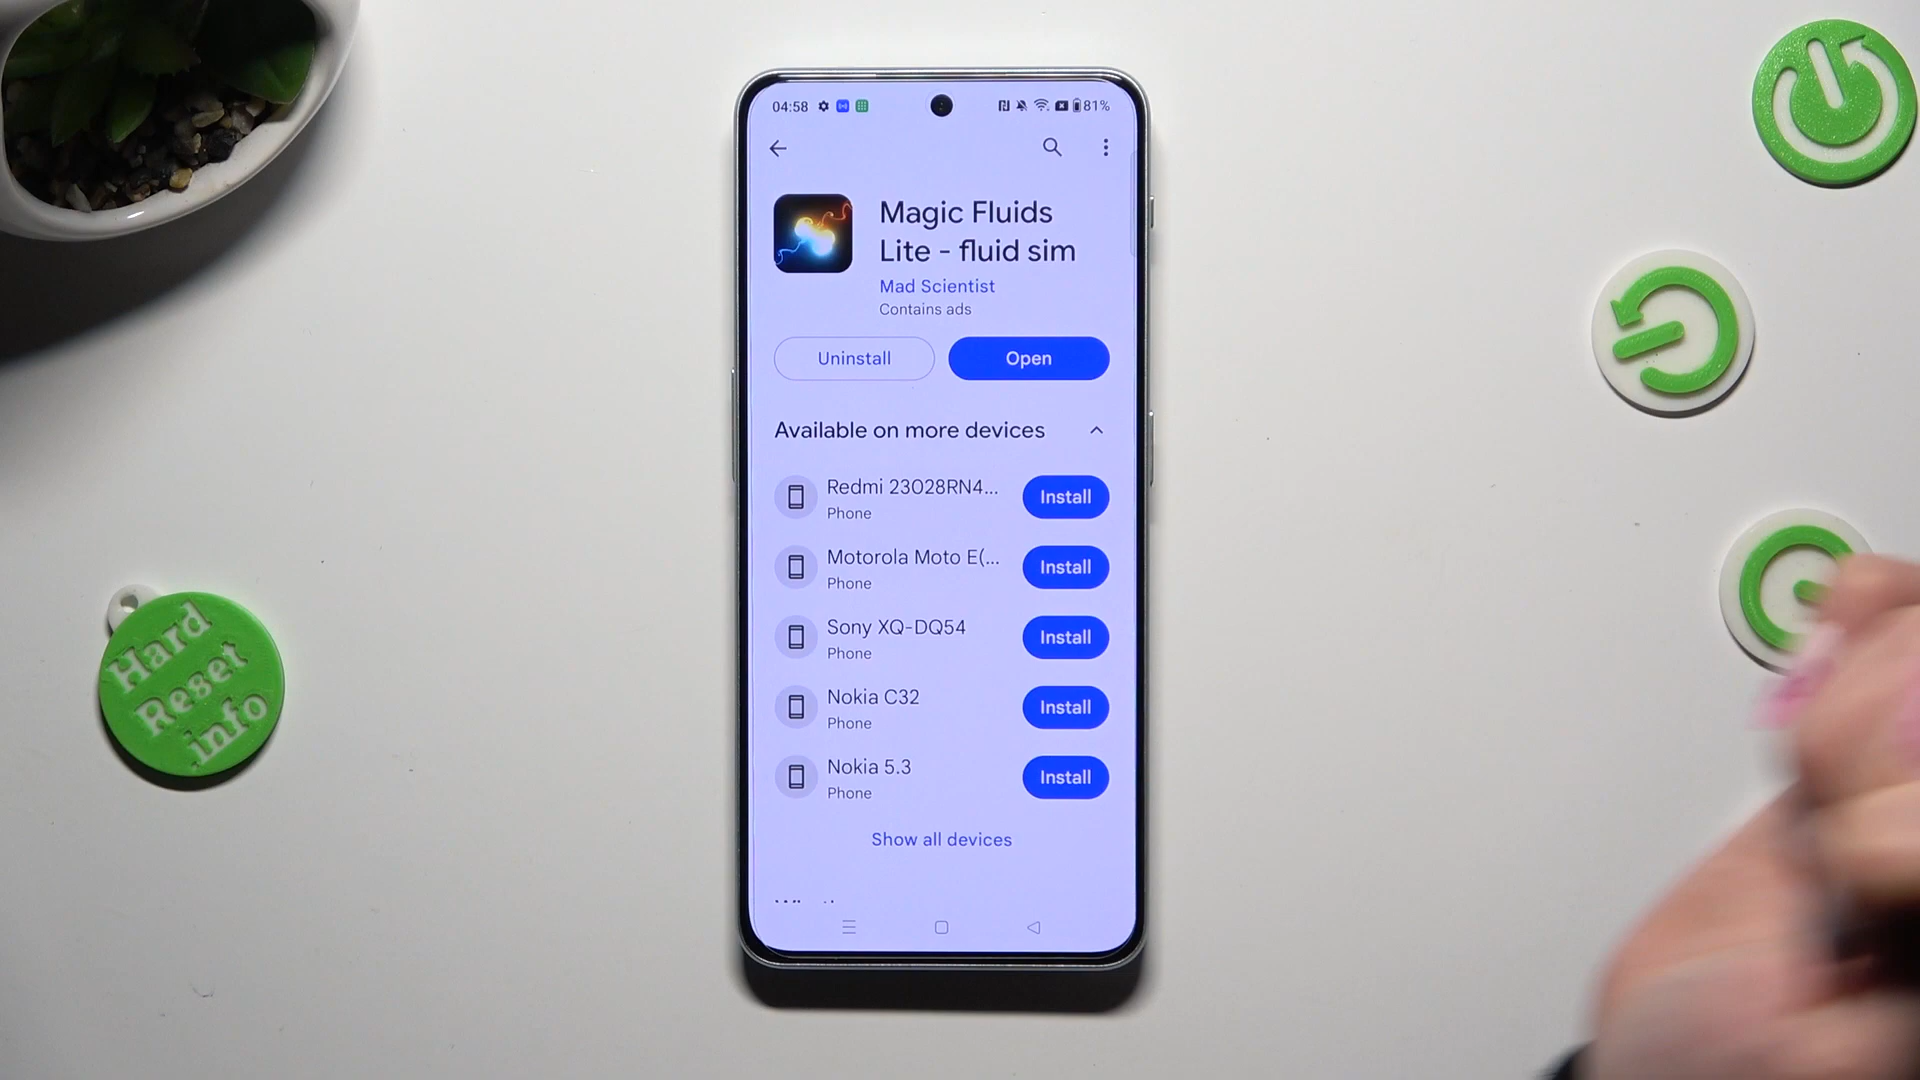 04:58
81%
Magic Fluids
Lite - fluid sim
Mad Scientist
Contains ads
Uninstall
Open
Available on more devices
Redmi 23028RN4...
Phone
Install
Motorola Moto E(...
Phone
Install
Sony XQ-DQ54
Phone
Install
Nokia C32
Phone
Install
Nokia 5.3
Phone
Install
Show all devices
Hard
Reset
info